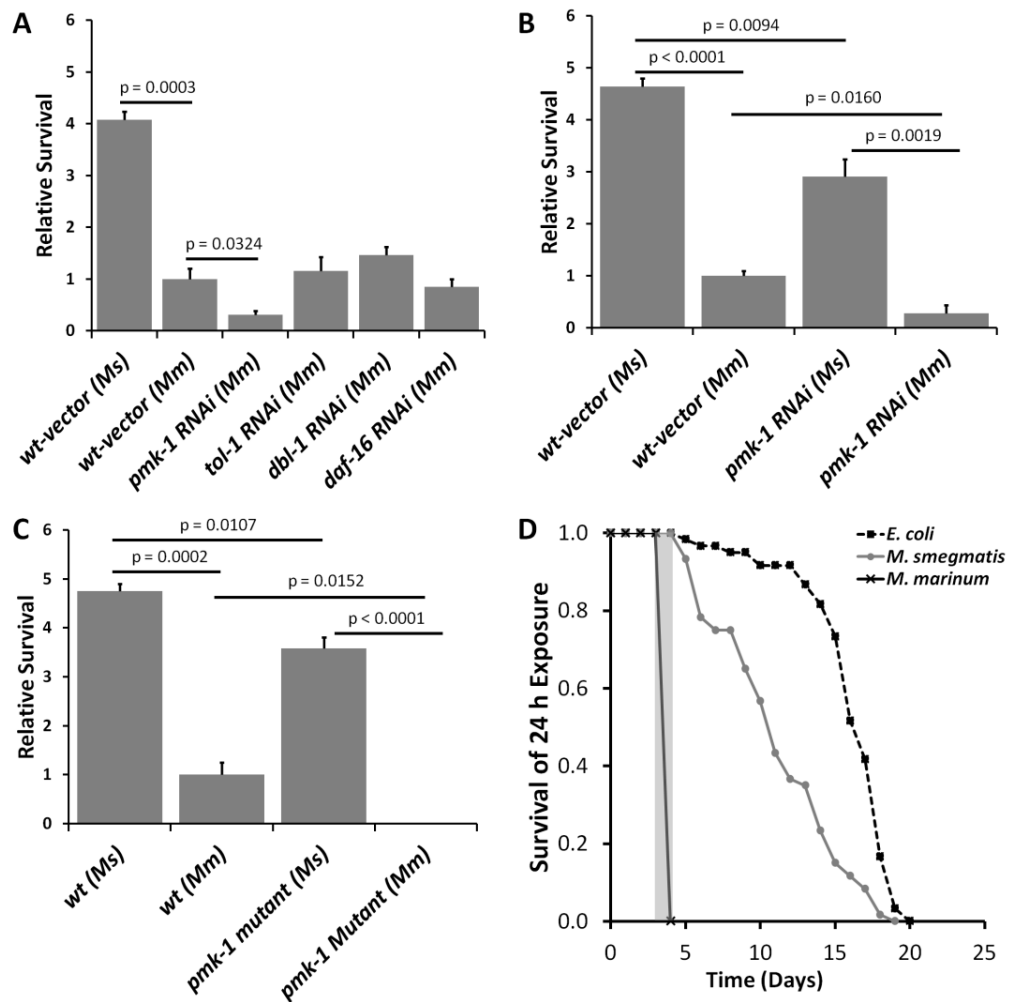 A
Relative Survival
6
5
4
3
2
1
0
p = 0.0003
p = 0.0324
wt-vector (Ms)
wt-vector (Mm)
pmk-1 RNAi (Mm)
tol-1 RNAi (Mm)
dbl-1 RNAi (Mm)
daf-16 RNAi (Mm)
B
Relative Survival
6
5
4
3
2
1
0
p = 0.0094
p < 0.0001
p = 0.0160
p = 0.0019
wt-vector (Ms)
wt-vector (Mm)
pmk-1 RNAi (Ms)
pmk-1 RNAi (Mm)
C
Relative Survival
6
5
4
3
2
1
0
p = 0.0107
p = 0.0002
p = 0.0152
p < 0.0001
wt (Ms)
wt (Mm)
pmk-1 mutant (Ms)
pmk-1 Mutant (Mm)
D
Survival of 24 h Exposure
1.0
0.8
0.6
0.4
0.2
0.0
E. coli
M. smegmatis
M. marinum
0 5 10 15 20 25
Time (Days)